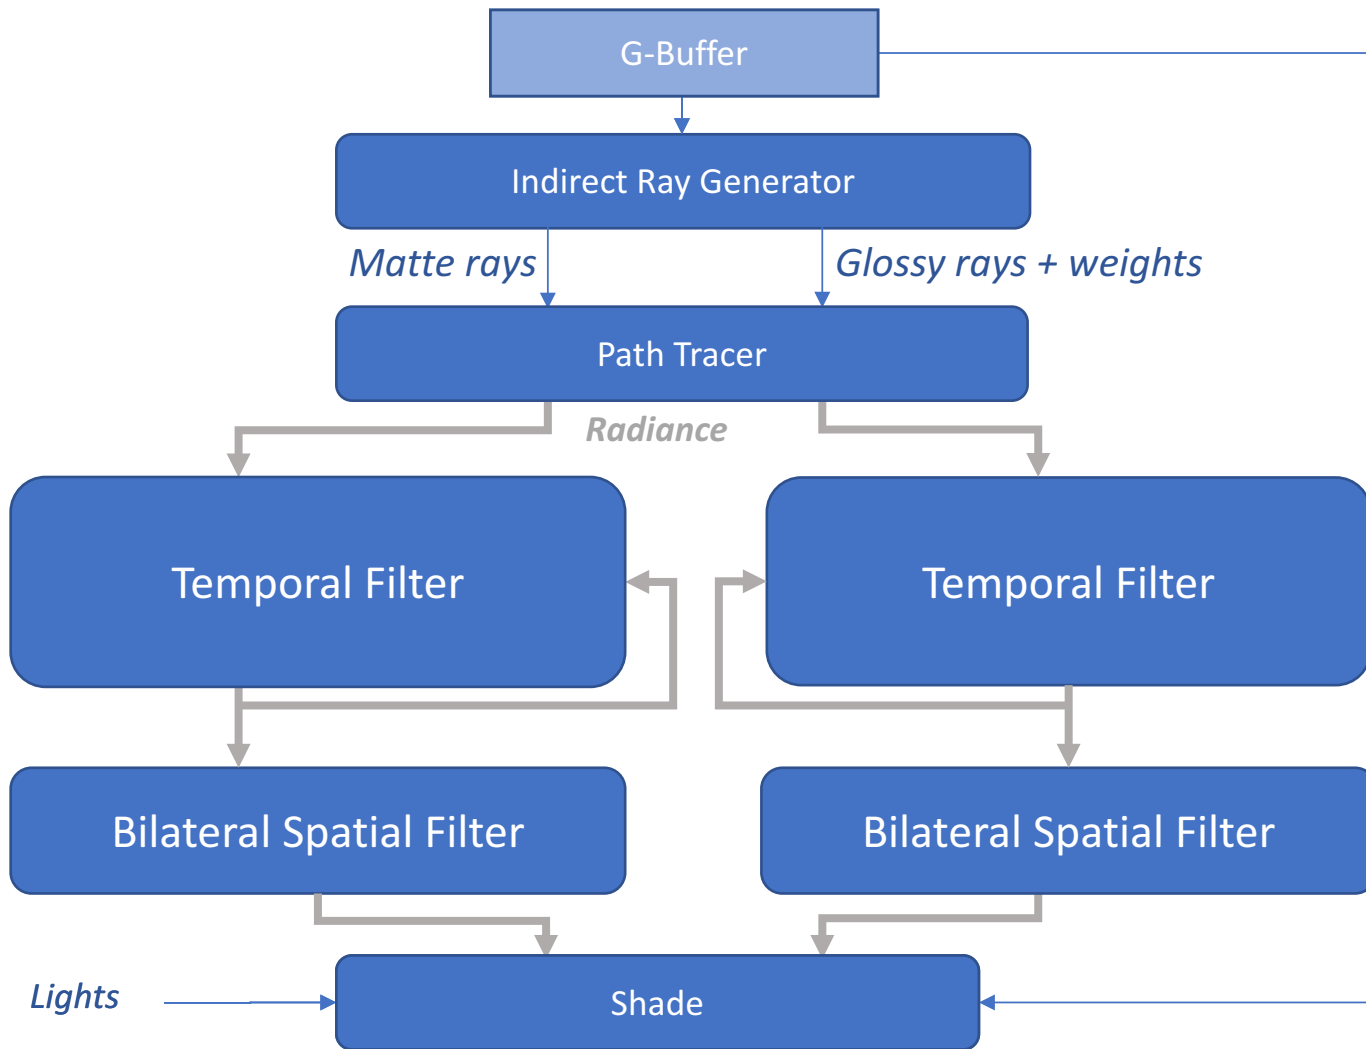 G-Buffer
Indirect Ray Generator
Matte rays
Glossy rays + weights
Path Tracer
Radiance
Temporal Filter
Temporal Filter
Bilateral Spatial Filter
Bilateral Spatial Filter
Lights
Shade